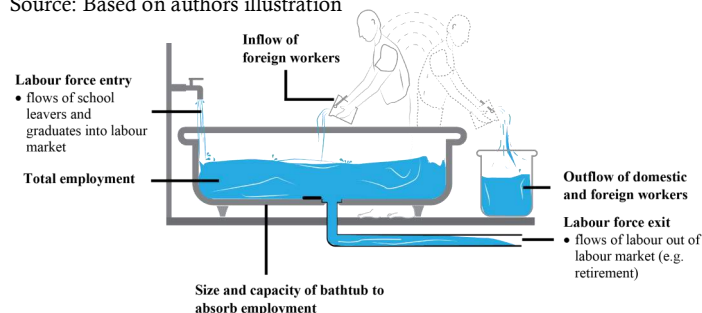 Source: Based on authors illustration
Inflow of
foreign workers
Labour force entry
• flows of school
leavers and
graduates into labour
market
Total employment
Outflow of domestic
and foreign workers
Labour force exit
• flows of labour out of
labour market (e.g.
retirement)
Size and capacity of bathtub to
absorb employment